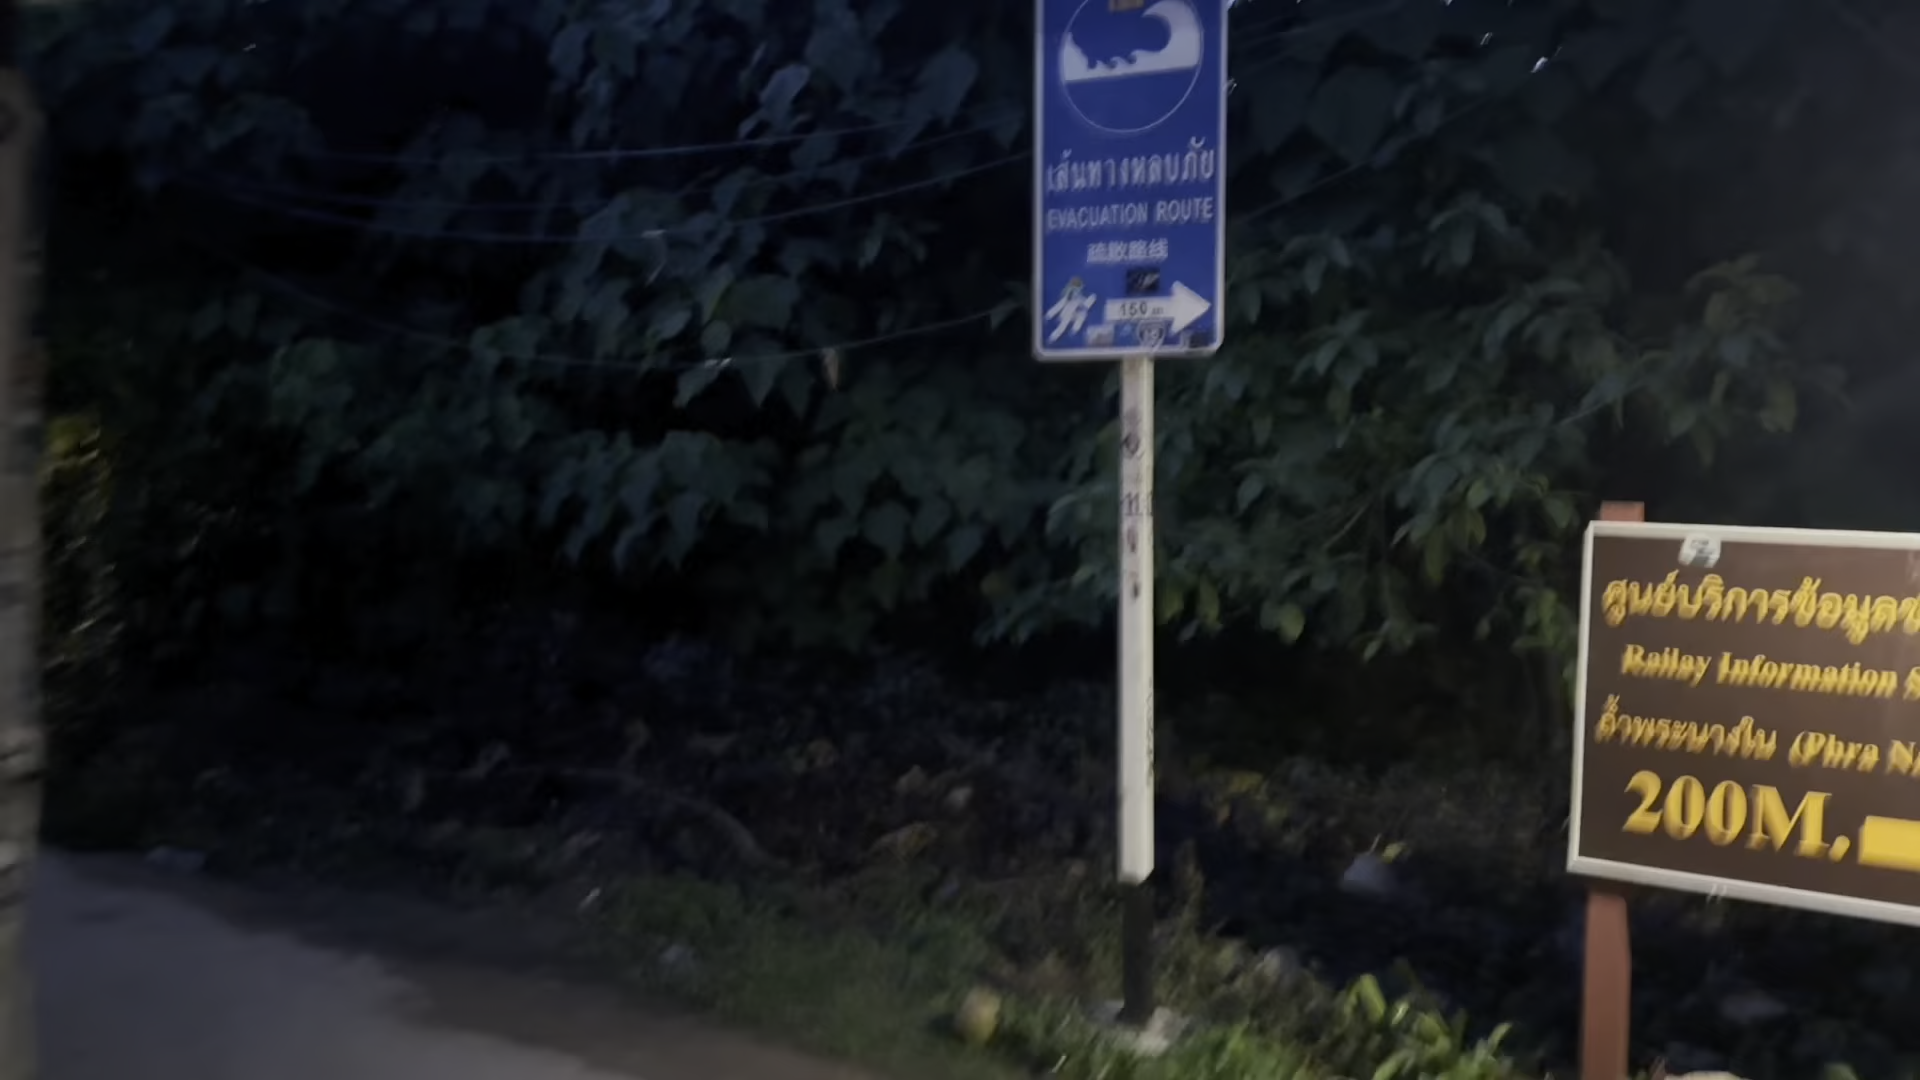 เส้นทางหลบภัย
EVACUATION ROUTE
疏散路线
150
ศูนย์บริการข้อมูล
Railay Information
ถ้ำพระนางใน (Phra
200M.